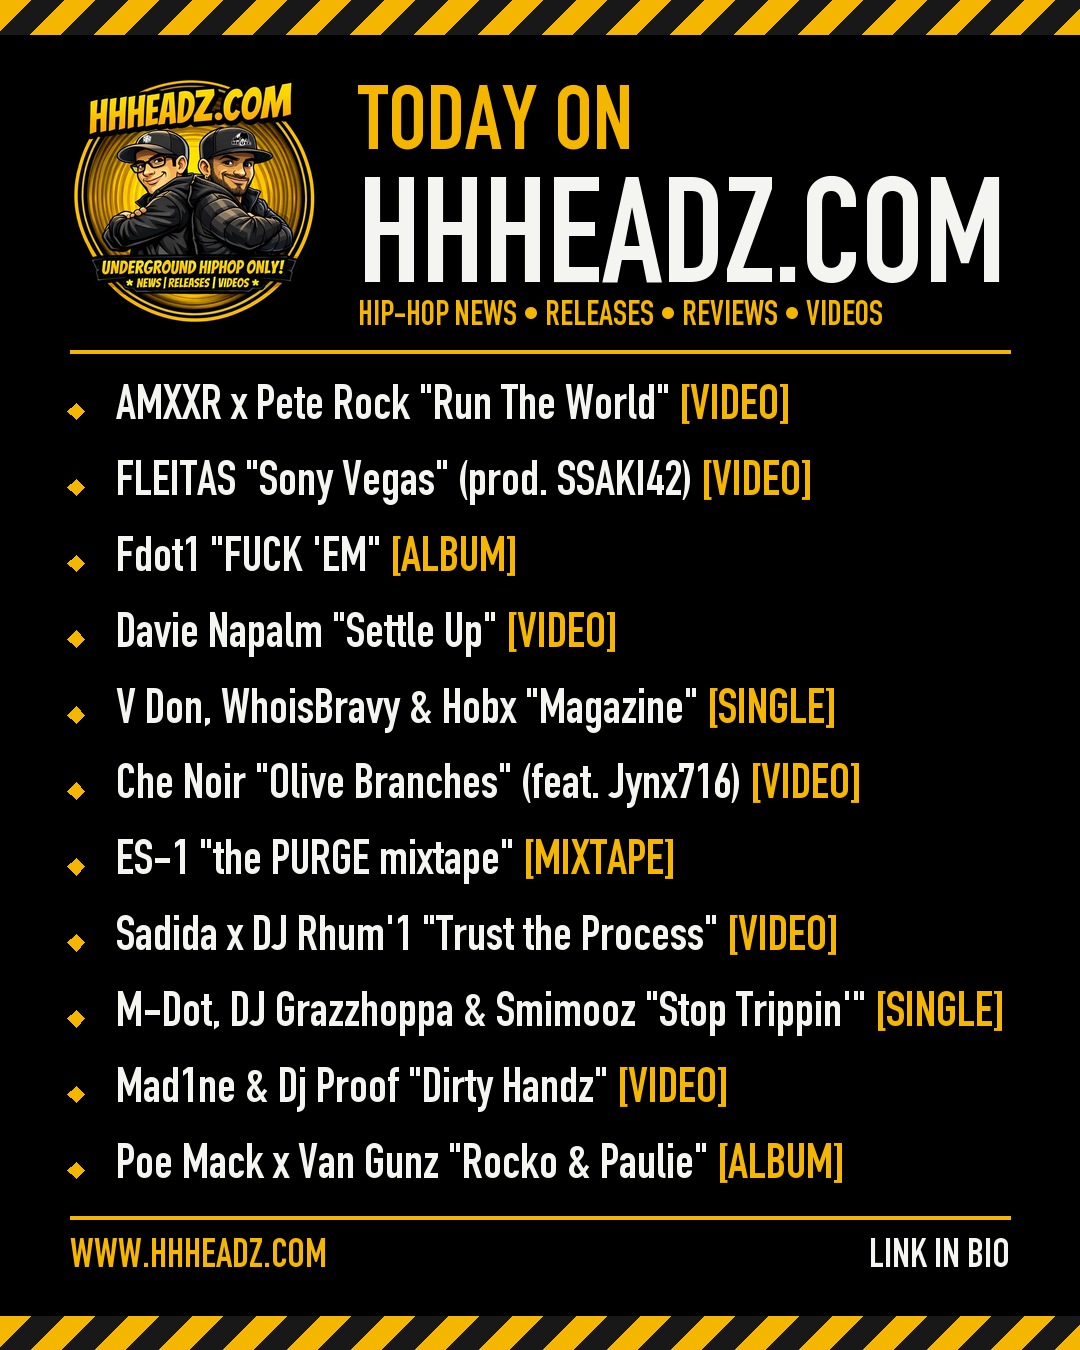 HHHEADZ.COM
UNDERGROUND HIPHOP ONLY!
★ NEWS | RELEASES | VIDEOS ★
TODAY ON
HHHEADZ.COM
HIP-HOP NEWS • RELEASES • REVIEWS • VIDEOS
AMXXR x Pete Rock "Run The World" [VIDEO]
FLEITAS "Sony Vegas" (prod. SSAKI42) [VIDEO]
Fdot1 "FUCK 'EM" [ALBUM]
Davie Napalm "Settle Up" [VIDEO]
V Don, WhoisBravy & Hobx "Magazine" [SINGLE]
Che Noir "Olive Branches" (feat. Jynx716) [VIDEO]
ES-1 "the PURGE mixtape" [MIXTAPE]
Sadida x DJ Rhum'1 "Trust the Process" [VIDEO]
M-Dot, DJ Grazzhoppa & Smimooz "Stop Trippin'" [SINGLE]
Mad1ne & Dj Proof "Dirty Handz" [VIDEO]
Poe Mack x Van Gunz "Rocko & Paulie" [ALBUM]
WWW.HHHEADZ.COM
LINK IN BIO